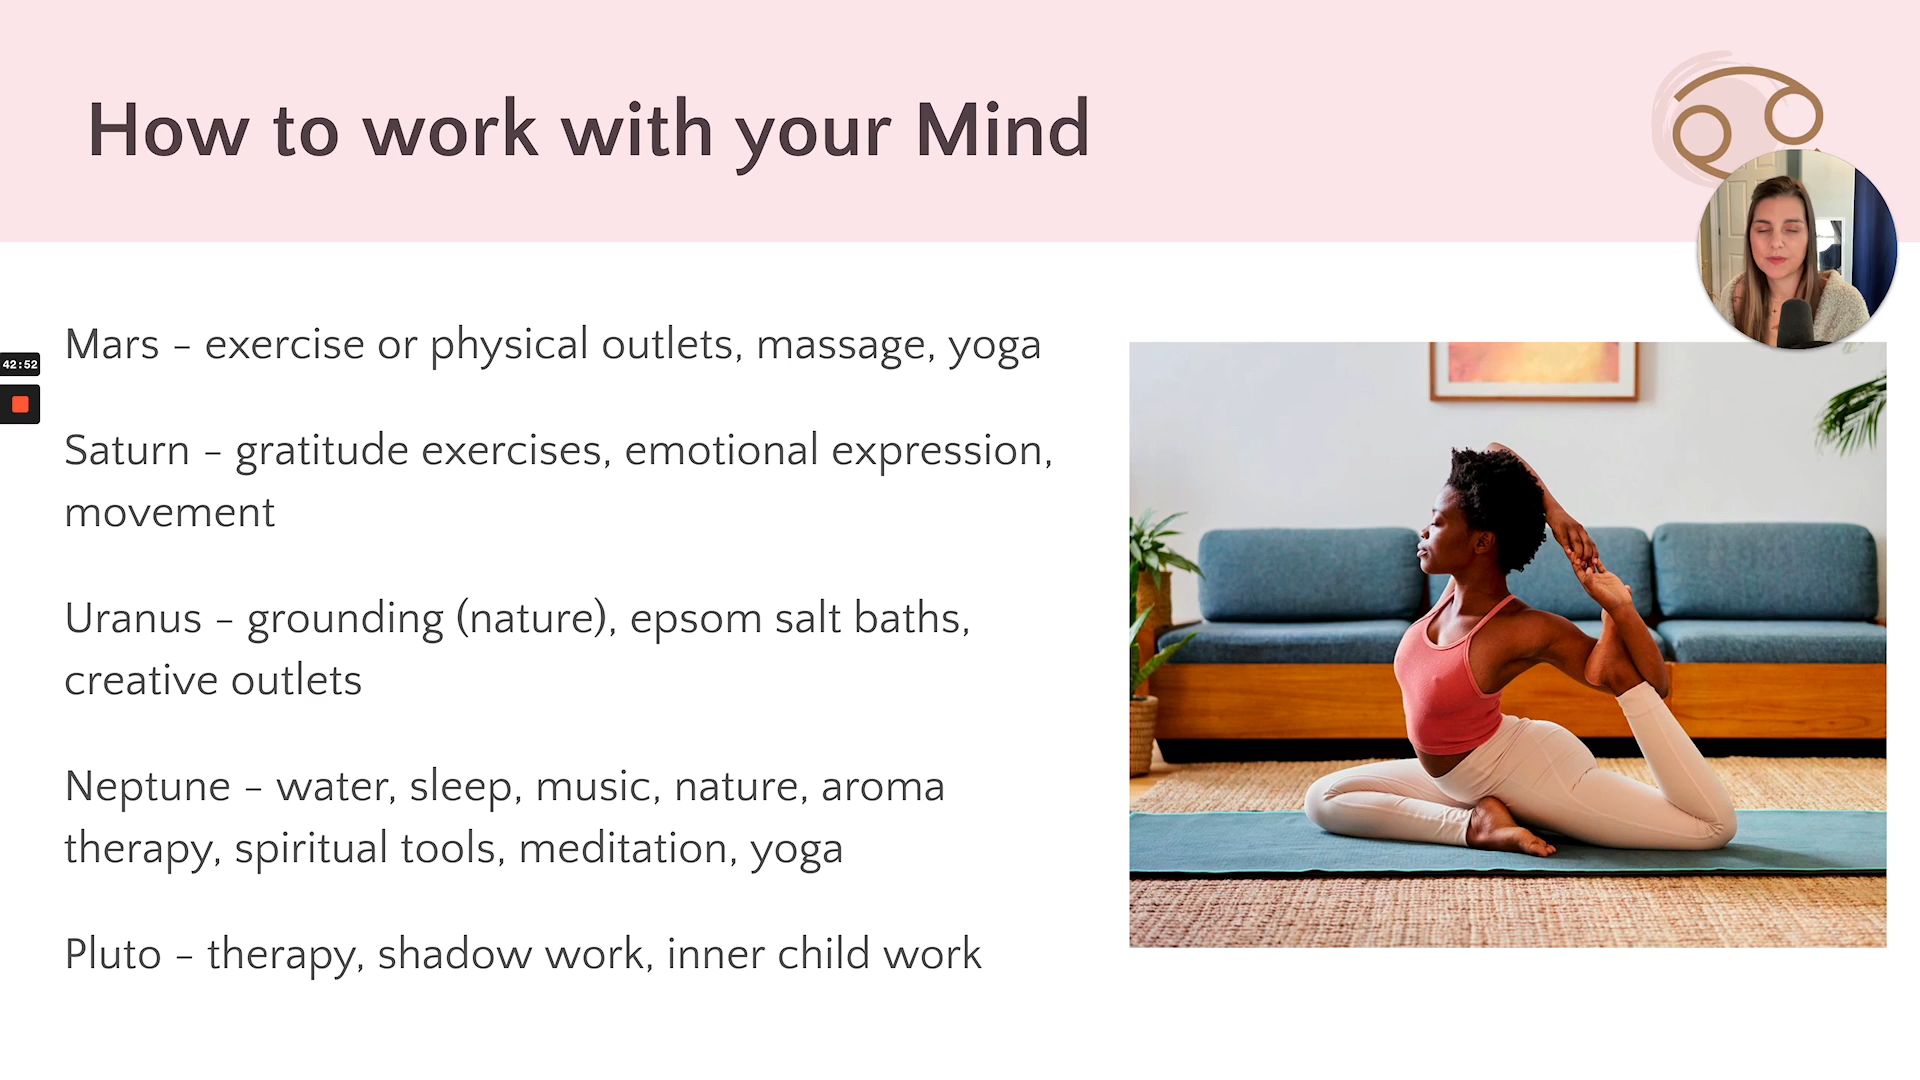 How to work with your Mind
Mars – exercise or physical outlets, massage, yoga
42:52
Saturn – gratitude exercises, emotional expression,
movement
Uranus – grounding (nature), epsom salt baths,
creative outlets
Neptune – water, sleep, music, nature, aroma
therapy, spiritual tools, meditation, yoga
Pluto – therapy, shadow work, inner child work